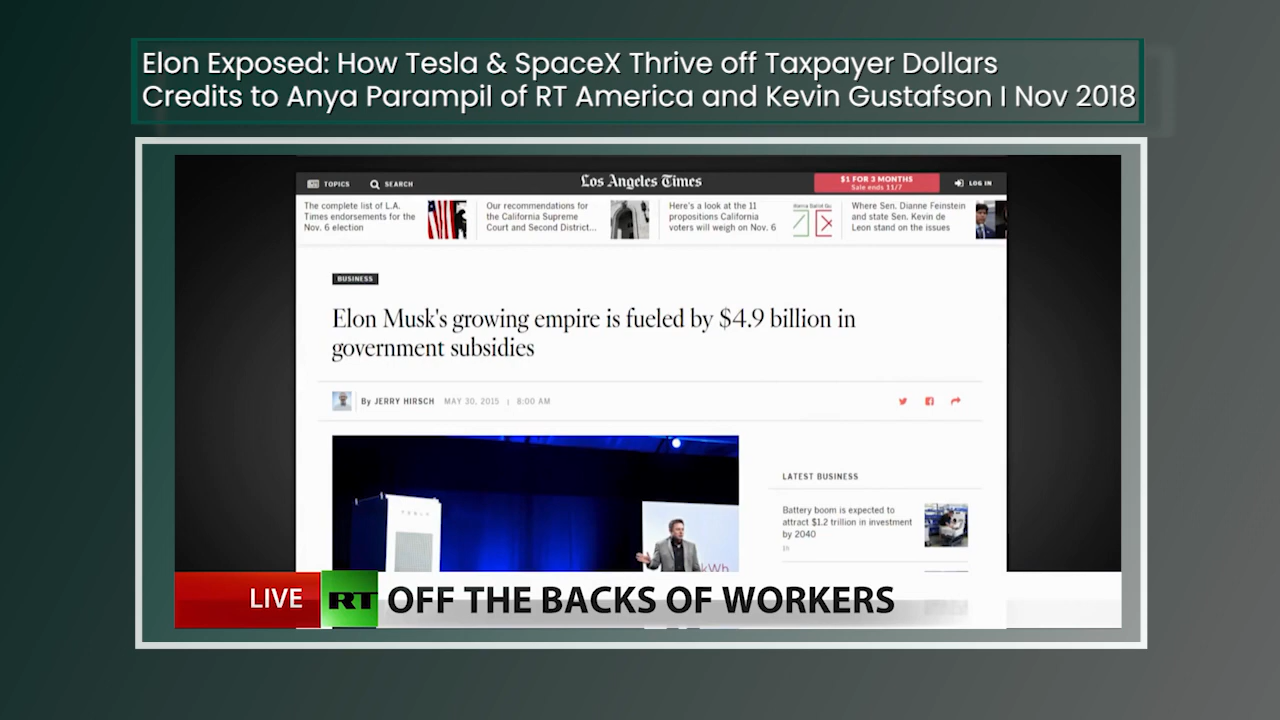 Elon Exposed: How Tesla & SpaceX Thrive off Taxpayer Dollars
Credits to Anya Parampil of RT America and Kevin Gustafson I Nov 2018
TOPICS
SEARCH
Los Angeles Times
$1 FOR 3 MONTHS
Sale ends 11/7
LOG IN
The complete list of L.A.
Times endorsements for the
Nov. 6 election
Our recommendations for
the California Supreme
Court and Second District...
Here's a look at the 11
propositions California
voters will weigh on Nov. 6
Where Sen. Dianne Feinstein
and state Sen. Kevin de
Leon stand on the issues
BUSINESS
Elon Musk's growing empire is fueled by $4.9 billion in
government subsidies
By JERRY HIRSCH MAY 30, 2015 | 8:00 AM
TESLA
kWh
LATEST BUSINESS
Battery boom is expected to
attract $1.2 trillion in investment
by 2040
1h
LIVE
RT
OFF THE BACKS OF WORKERS